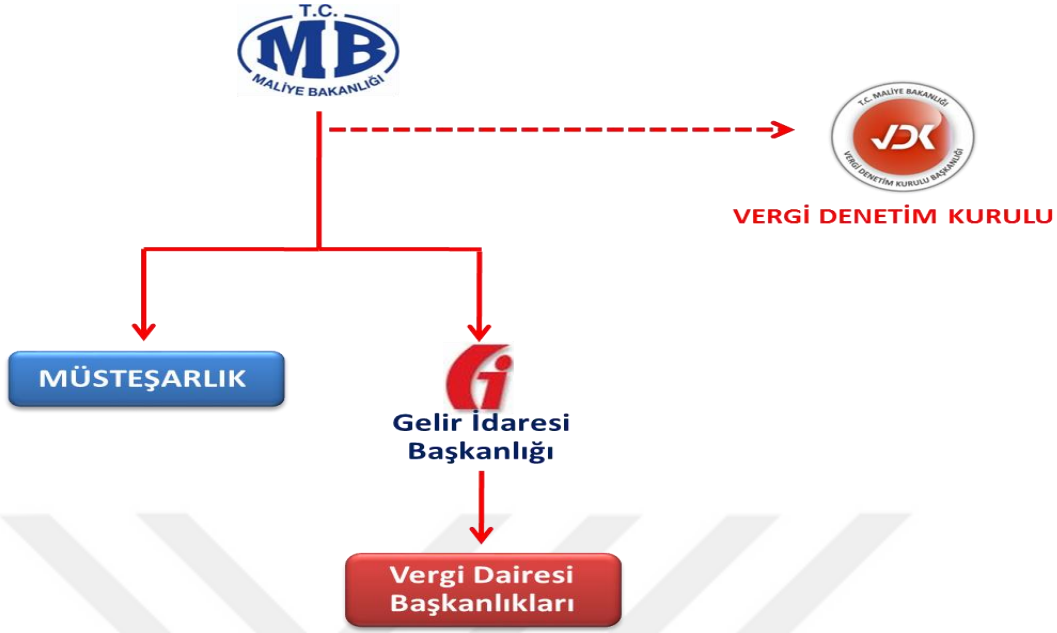 T.C.
MB
MALİYE BAKANLIĞI
T.C. MALİYE BAKANLIĞI
VDK
VERGİ DENETİM KURULU BAŞKANLIĞI
VERGİ DENETİM KURULU
MÜSTEŞARLIK
Gelir İdaresi
Başkanlığı
Vergi Dairesi
Başkanlıkları